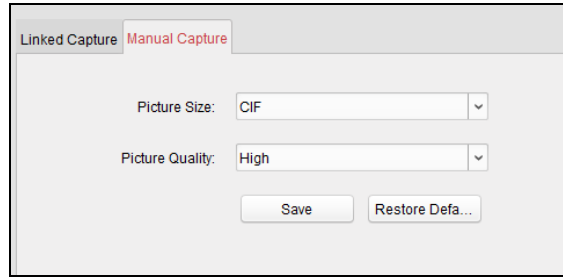 Linked Capture Manual Capture
Picture Size: CIF
Picture Quality: High
Save Restore Defa...